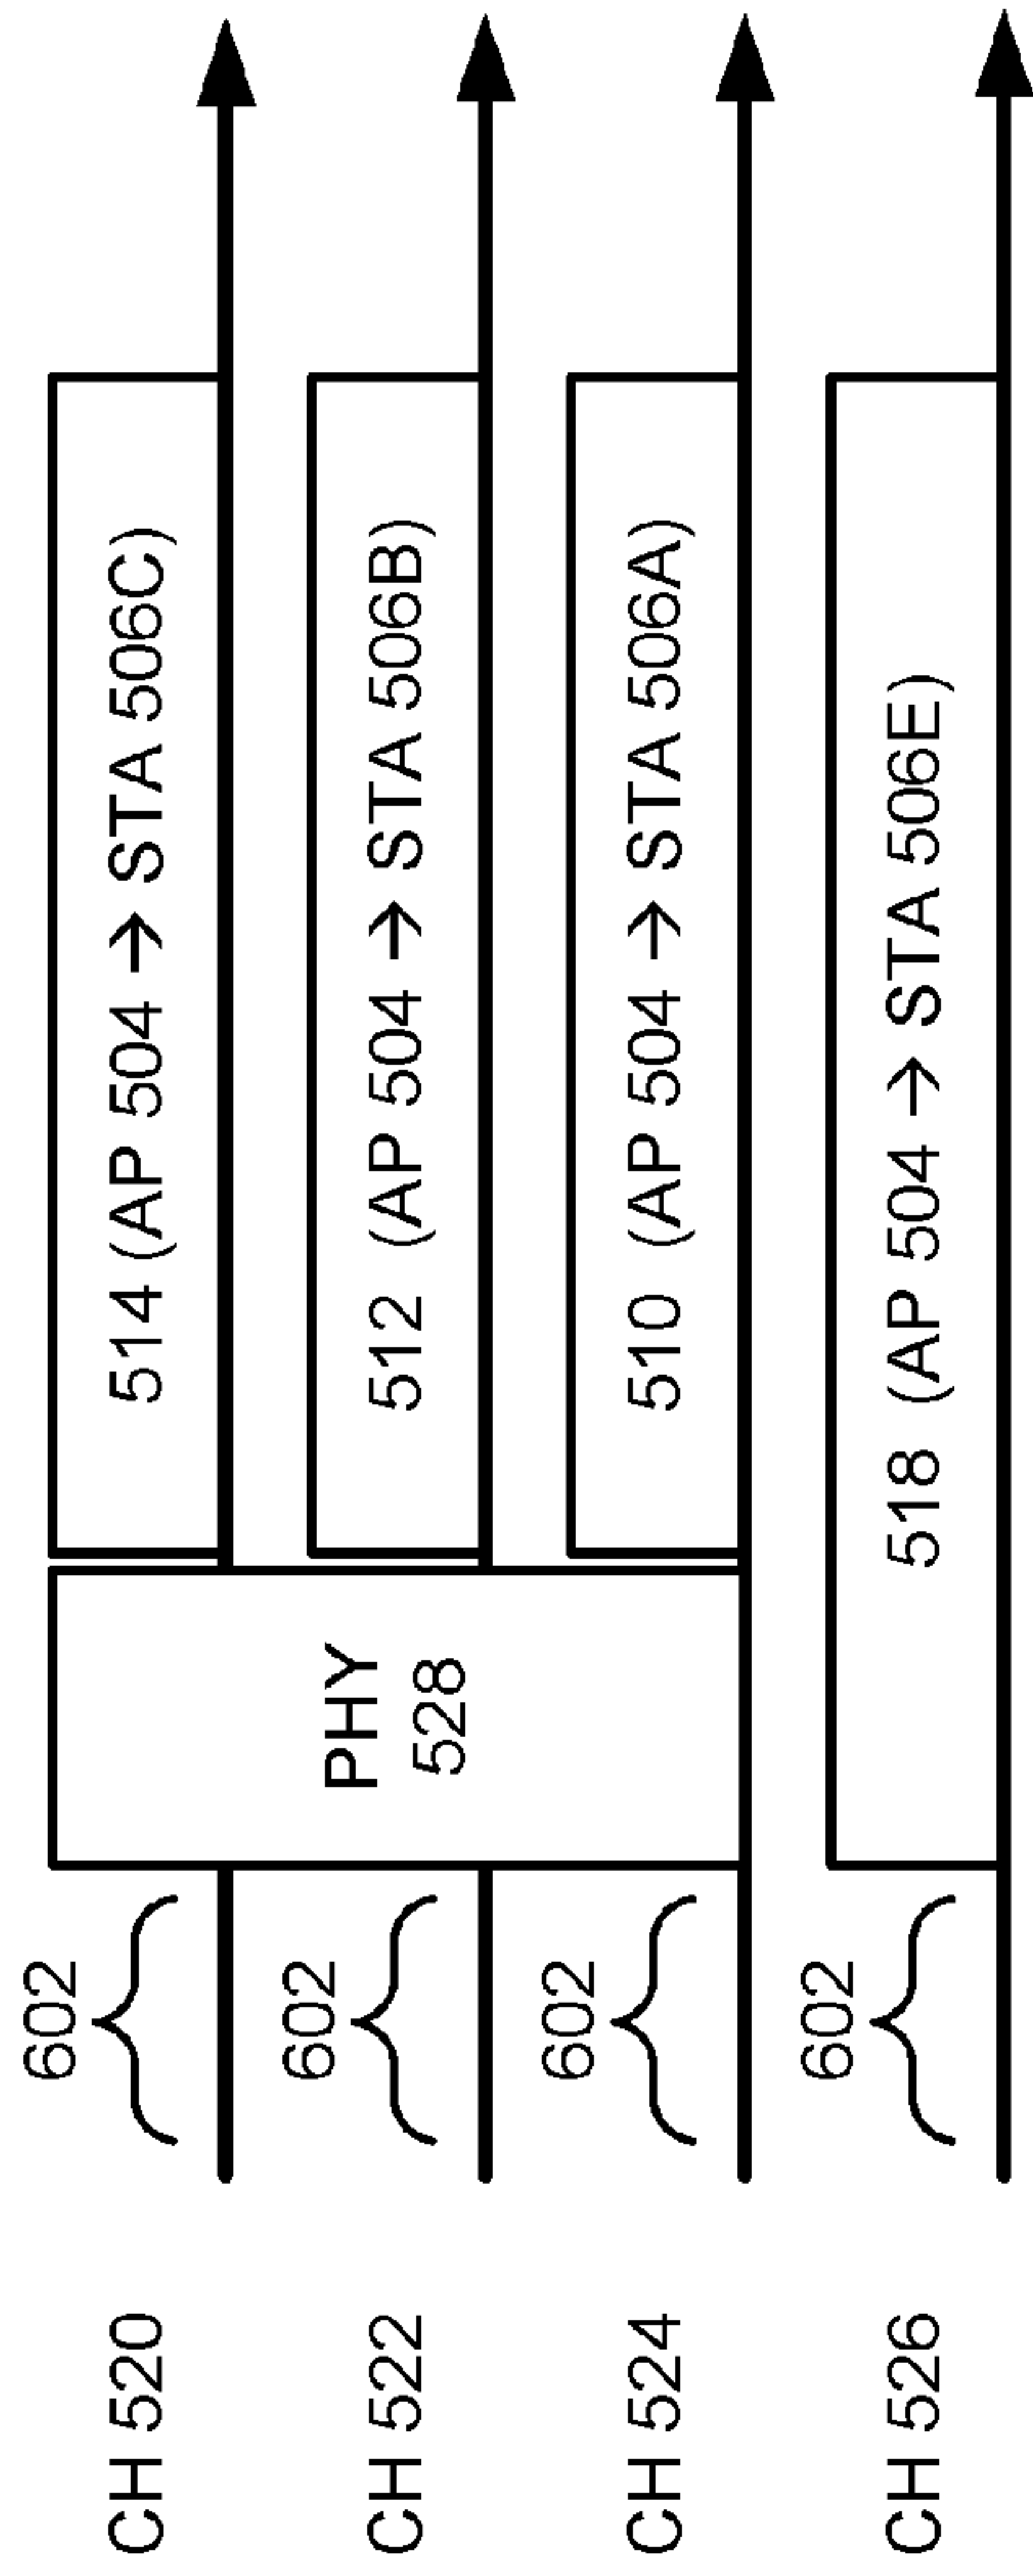 CH 520
602
514 (AP 504 → STA 506C)
CH 522
602
PHY
528
512 (AP 504 → STA 506B)
CH 524
602
510 (AP 504 → STA 506A)
CH 526
602
518 (AP 504 → STA 506E)